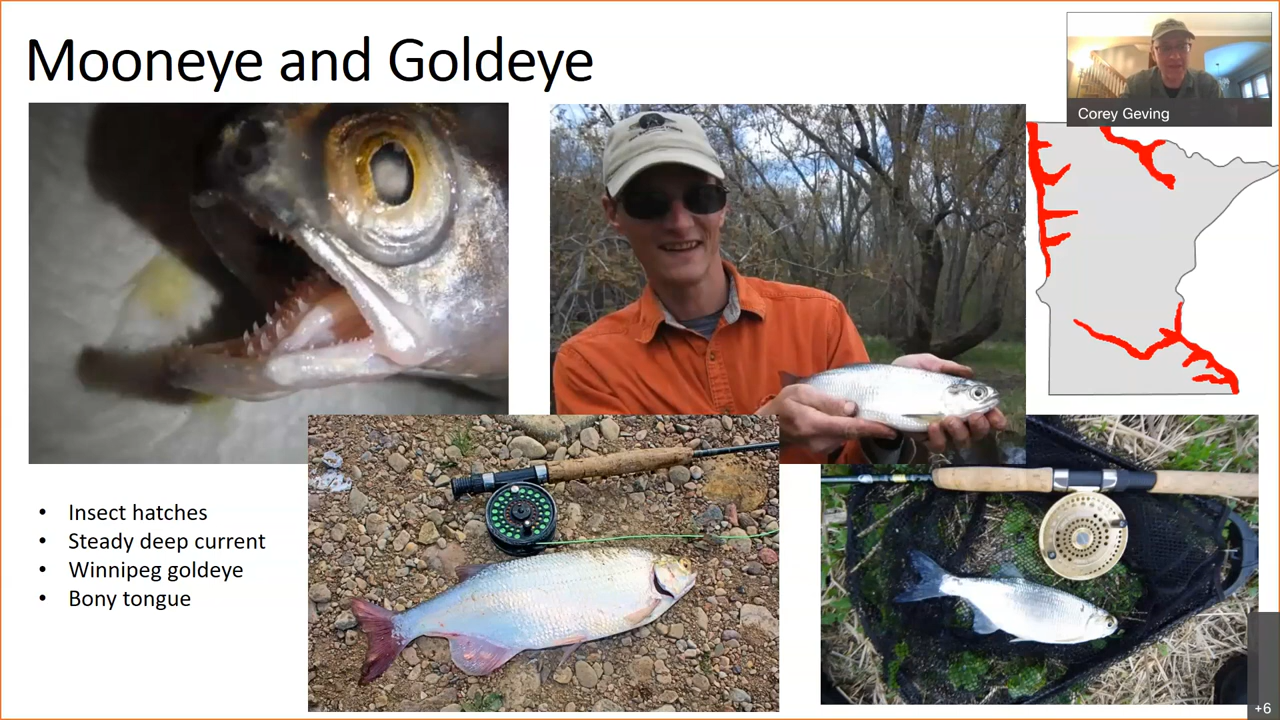 Mooneye and Goldeye
Corey Geving
• Insect hatches
• Steady deep current
• Winnipeg goldeye
• Bony tongue
+6